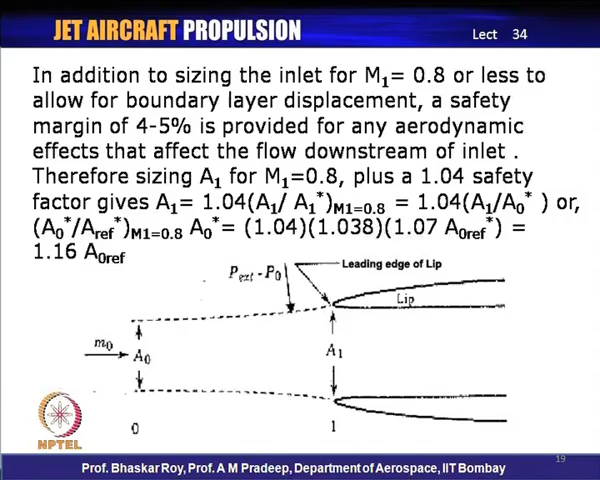 JET AIRCRAFT PROPULSION
Lect 34
In addition to sizing the inlet for M1= 0.8 or less to
allow for boundary layer displacement, a safety
margin of 4-5% is provided for any aerodynamic
effects that affect the flow downstream of inlet .
Therefore sizing A1 for M1=0.8, plus a 1.04 safety
factor gives A1= 1.04(A1/ A1*)M1=0.8 = 1.04(A1/A0* ) or,
(A0*/Aref*)M1=0.8 A0*= (1.04)(1.038)(1.07 A0ref*) =
1.16 A0ref
Pext - P0
Leading edge of Lip
Lip
m0
A0
A1
0
1
NPTEL
19
Prof. Bhaskar Roy, Prof. A M Pradeep, Department of Aerospace, IIT Bombay